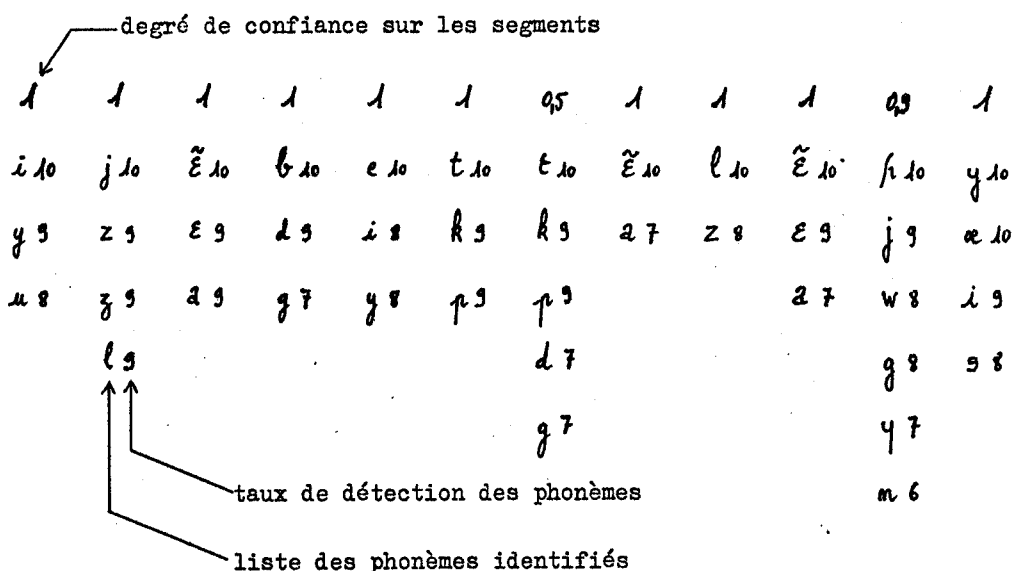 degré de confiance sur les segments
1 1 1 1 1 1 0,5 1 1 1 0,9 1
i 10 j 10 ɛ̃ 10 b 10 e 10 t 10 t 10 ɛ̃ 10 l 10 ɛ̃ 10 p 10 y 10
y 9 z 9 ɛ 9 d 9 i 8 k 9 k 9 a 7 z 8 ɛ 9 j 9 œ 10
u 8 ʒ 9 a 9 g 7 y 8 p 9 p 9 a 7 w 8 i 9
l 9 d 7 g 8 ɔ 8
g 7 ɥ 7
taux de détection des phonèmes m 6
liste des phonèmes identifiés